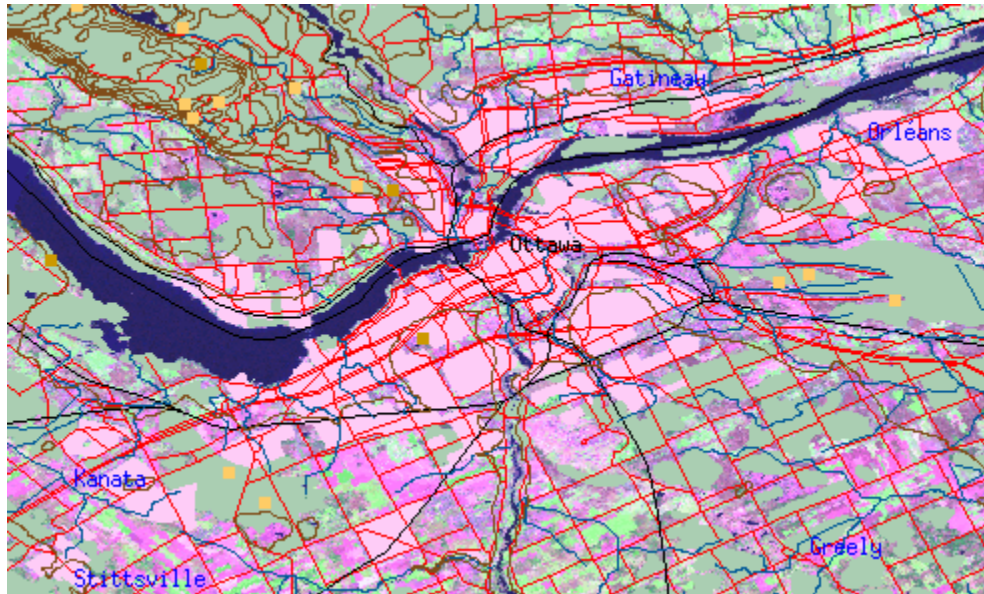 Gatineau
Orleans
Ottawa
Kanata
Greely
Stittsville